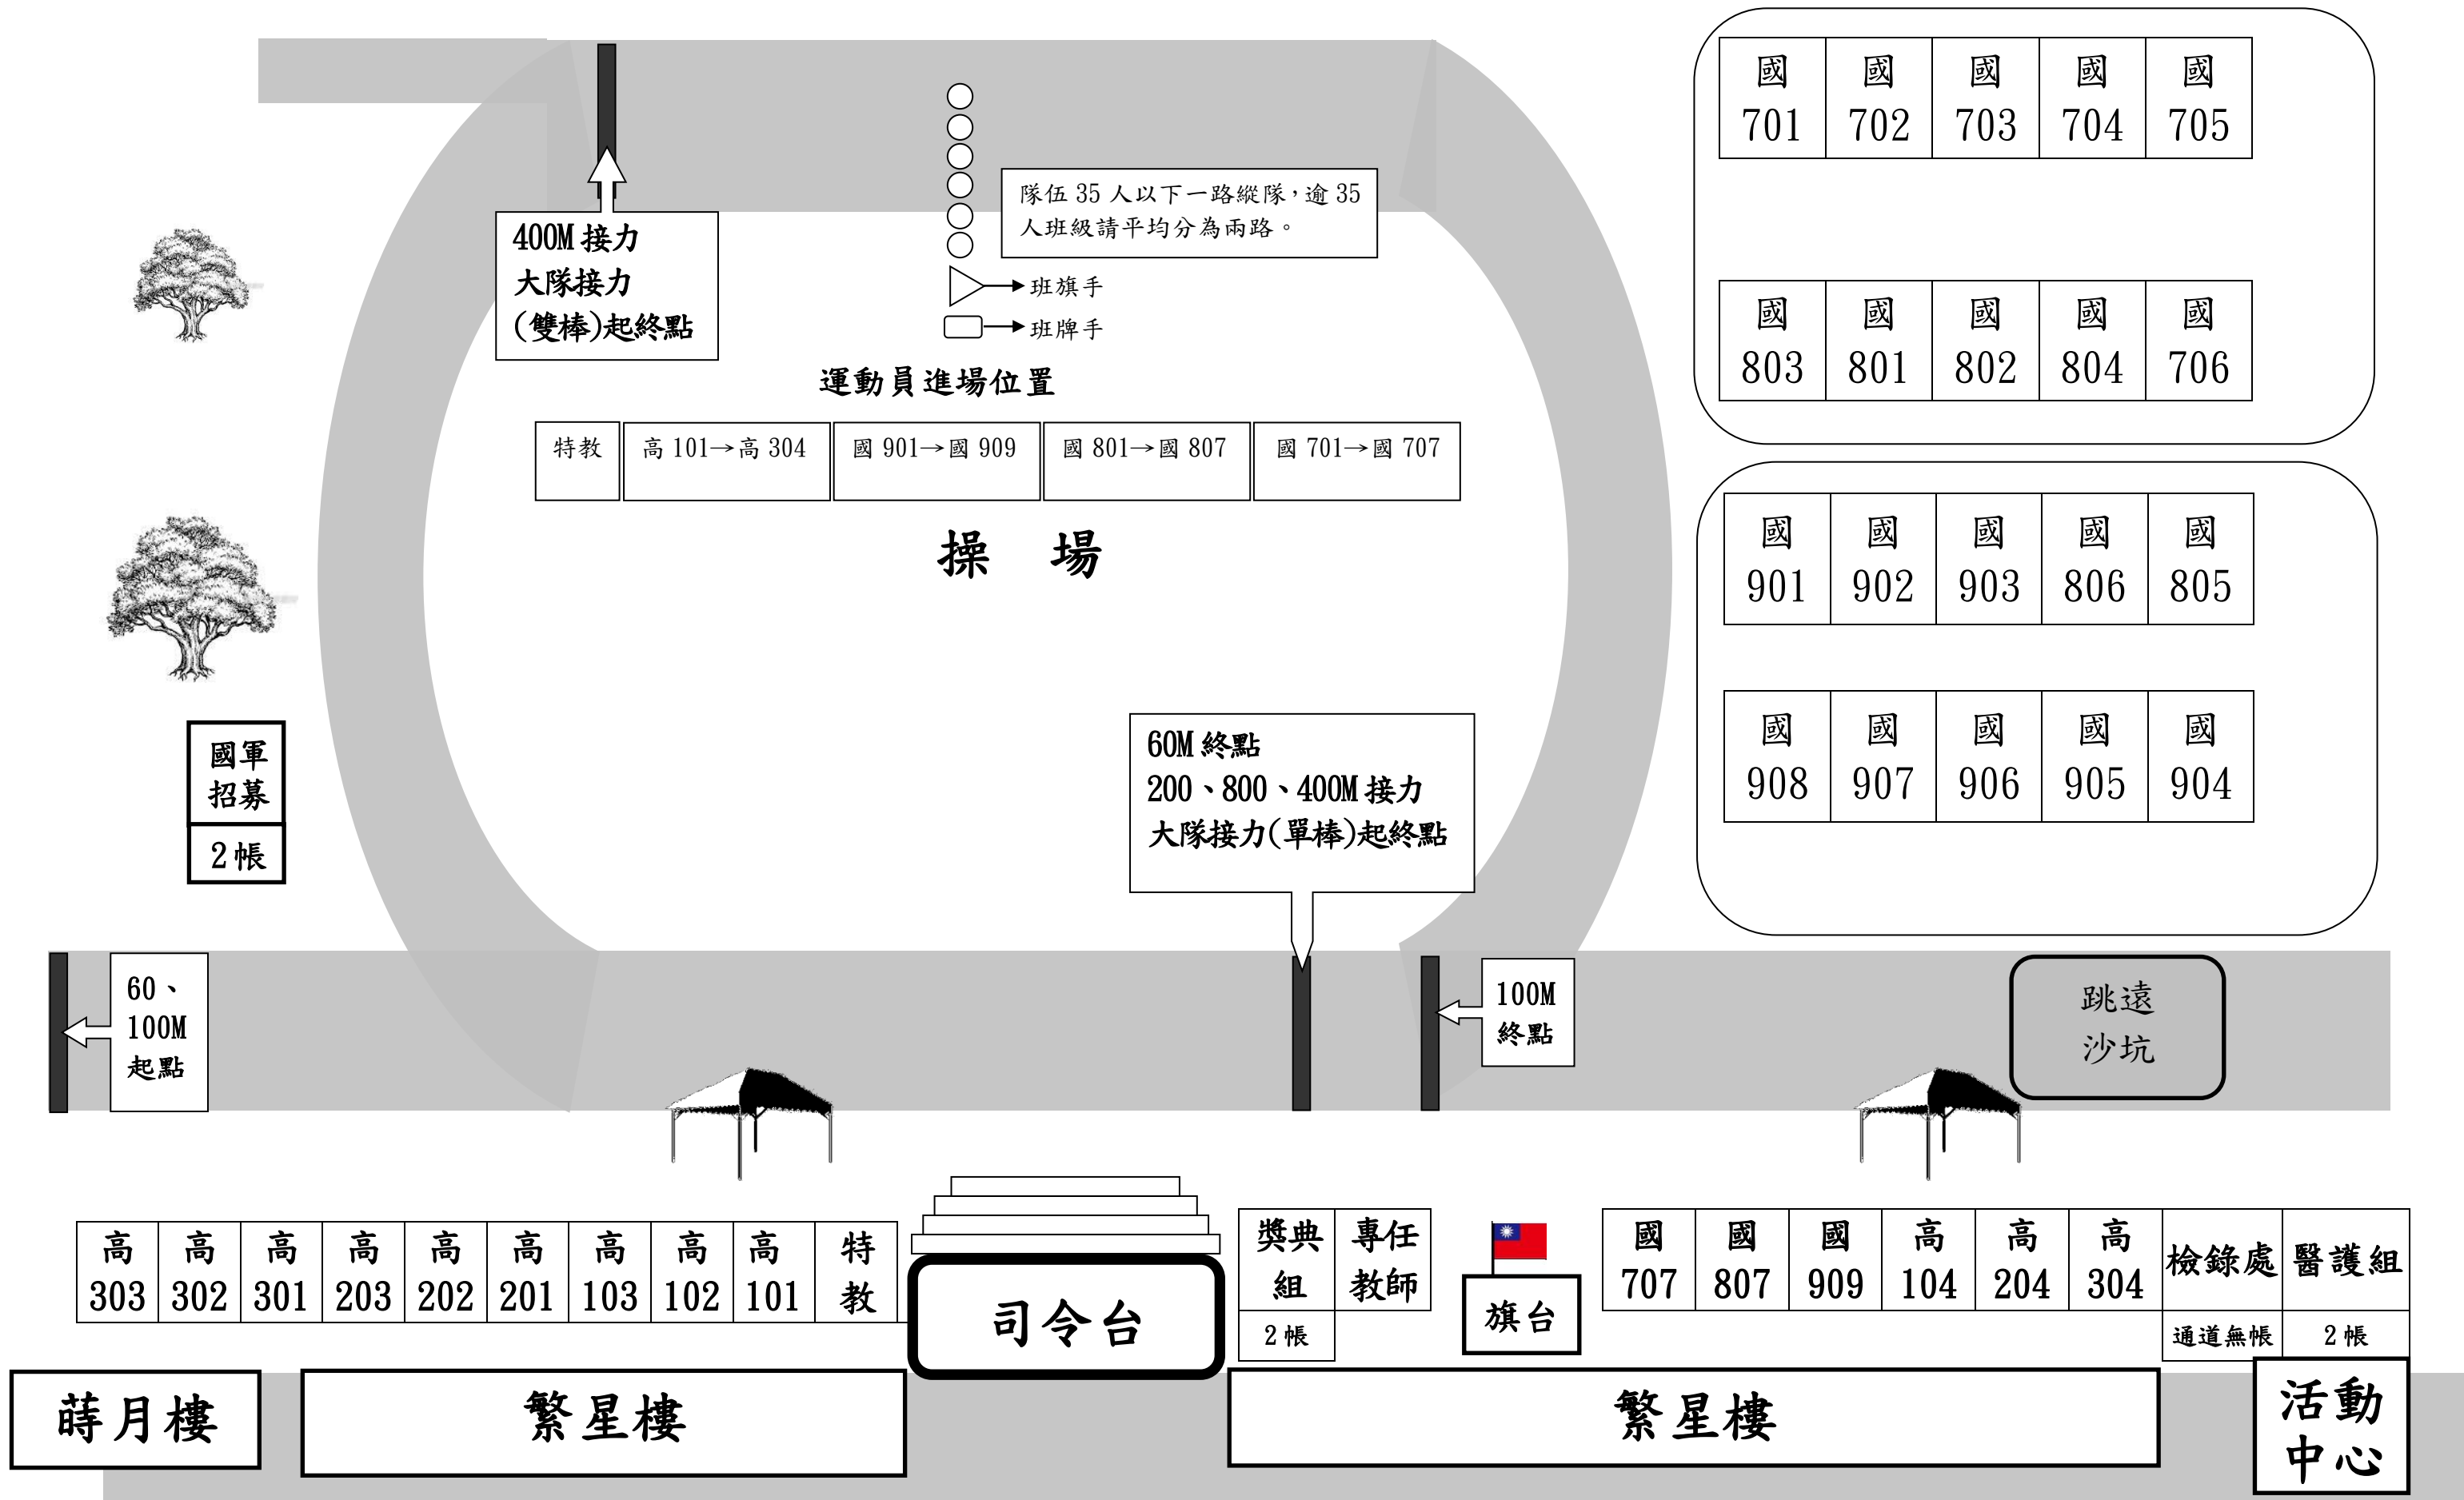 國 國 國 國 國
701 702 703 704 705
國 國 國 國 國
803 801 802 804 706
隊伍 35 人以下一路縱隊，逾 35
人班級請平均分為兩路。
班旗手
班牌手
400M 接力
大隊接力
(雙棒)起終點
運動員進場位置
特教 高 101→高 304 國 901→國 909 國 801→國 807 國 701→國 707
操 場
國 國 國 國 國
901 902 903 806 805
國 國 國 國 國
908 907 906 905 904
國軍
招募
2 帳
60M 終點
200、800、400M 接力
大隊接力(單棒)起終點
60、
100M
起點
100M
終點
跳遠
沙坑
高 高 高 高 高 高 高 高 高 特
303 302 301 203 202 201 103 102 101 教
司令台
獎典 專任
組 教師
2 帳
旗台
國 國 國 高 高 高 檢錄處 醫護組
707 807 909 104 204 304
通道無帳 2 帳
蒔月樓
繁星樓
繁星樓
活動
中心